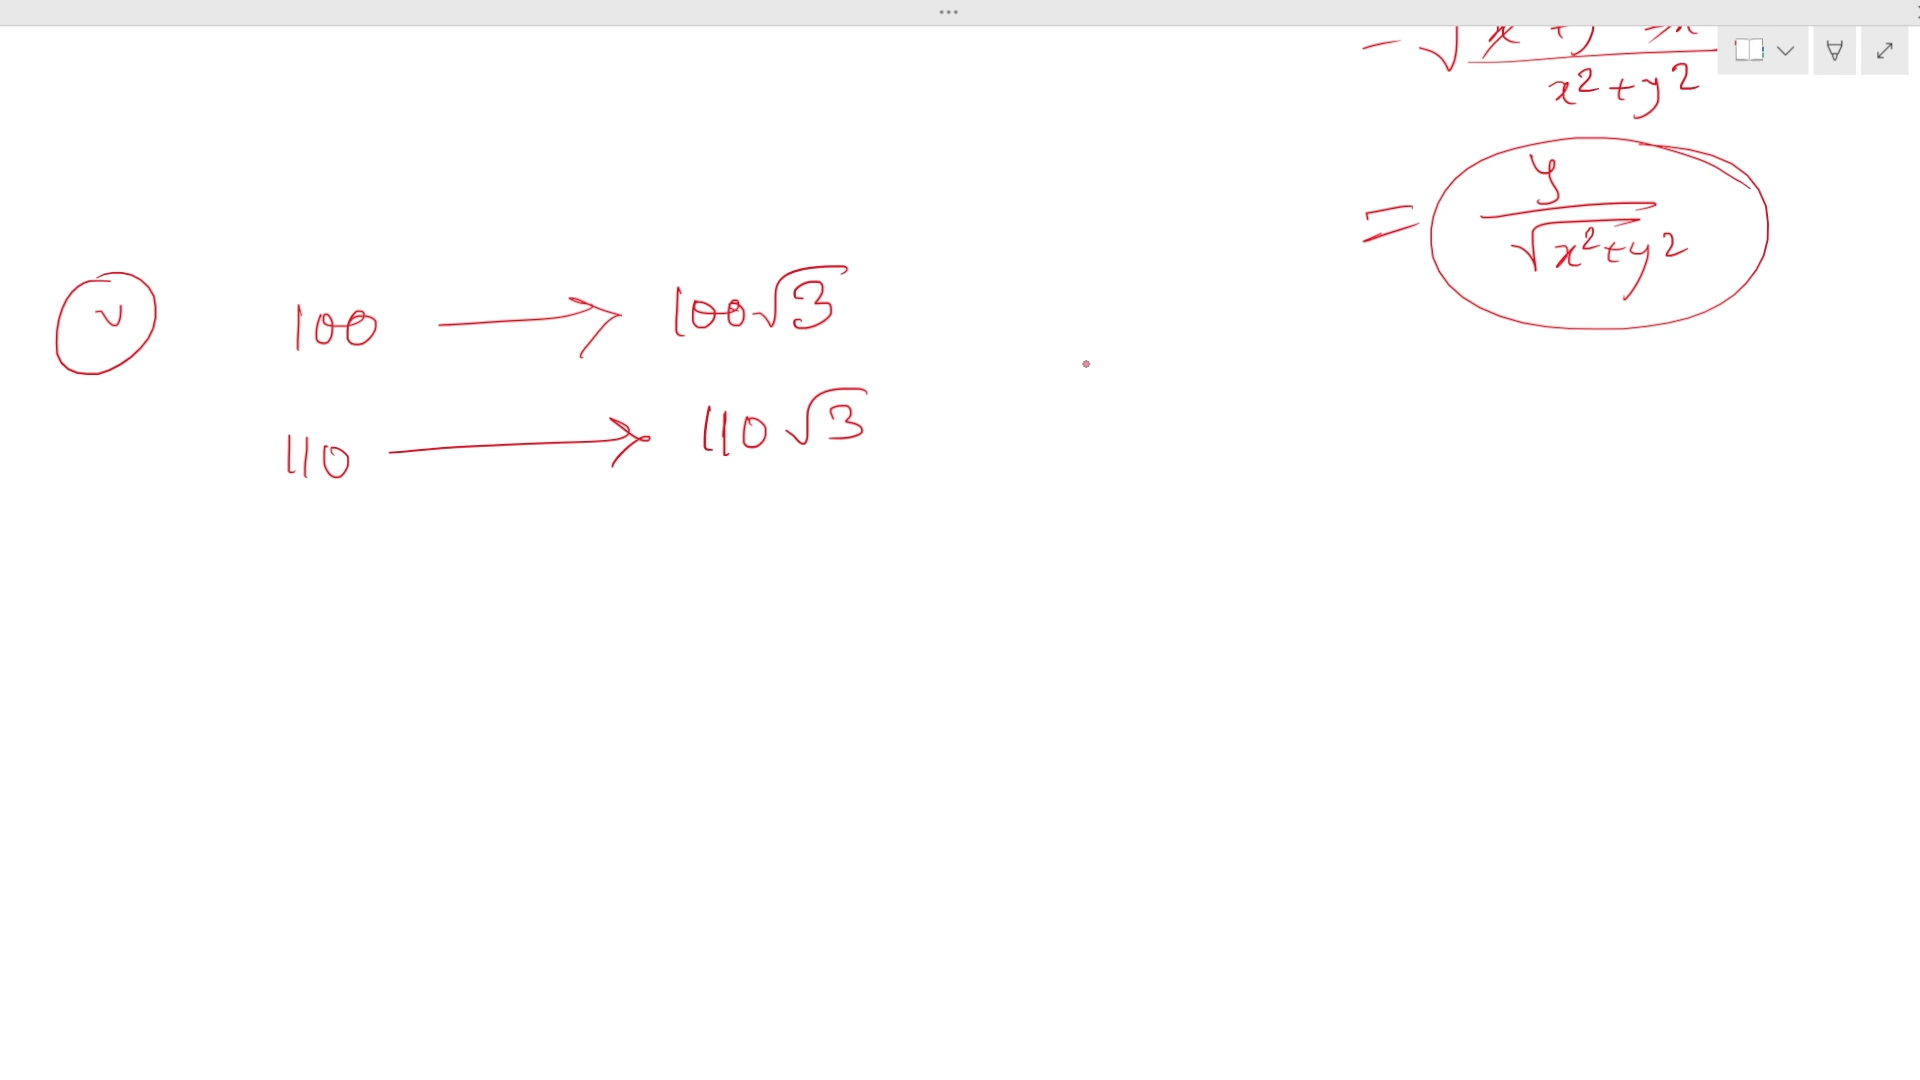 x² + y²
= y / √x² + y²
v 100 → 100√3
110 → 110√3